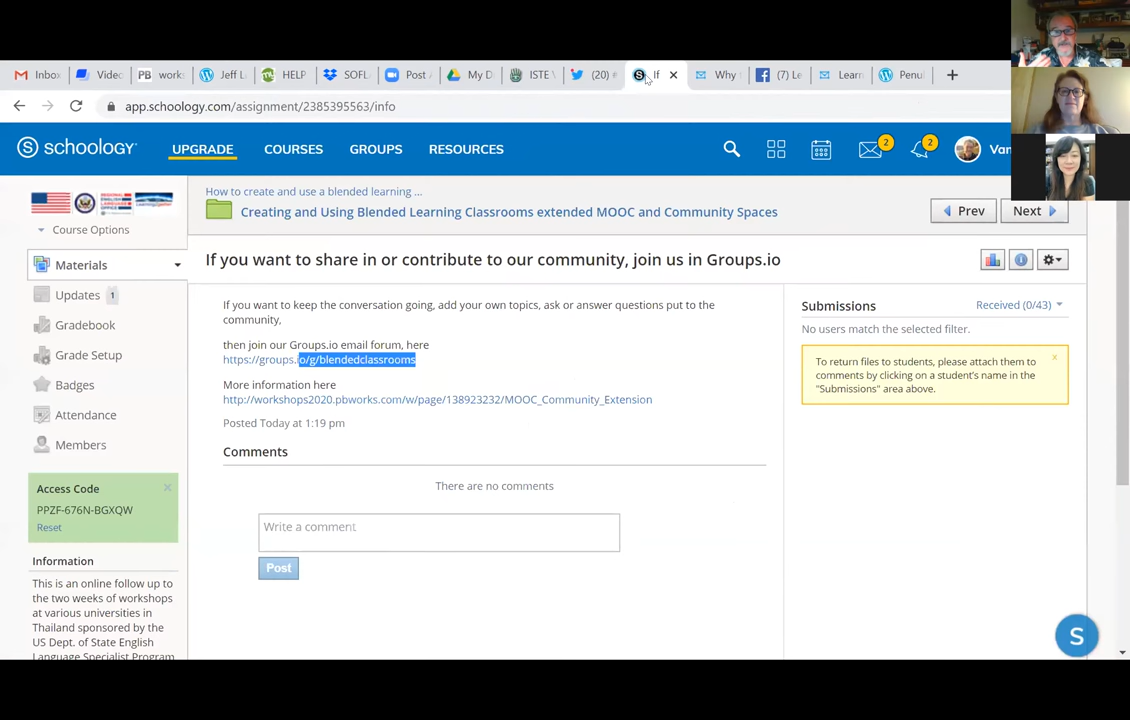 Inbox
Video
PB
works
Jeff L
HELP
SOFL
Post
My D
ISTE
(20) #
If
Why
(7) Le
Learn
Penu
app.schoology.com/assignment/2385395563/info
S schoology
UPGRADE
COURSES
GROUPS
RESOURCES
2
2
Van
How to create and use a blended learning ...
Creating and Using Blended Learning Classrooms extended MOOC and Community Spaces
Prev
Next
Course Options
Materials
Updates 1
Gradebook
Grade Setup
Badges
Attendance
Members
Access Code
PPZF-676N-BGXQW
Reset
Information
This is an online follow up to
the two weeks of workshops
at various universities in
Thailand sponsored by the
US Dept. of State English
Language Specialist Program
If you want to share in or contribute to our community, join us in Groups.io
If you want to keep the conversation going, add your own topics, ask or answer questions put to the
community,
then join our Groups.io email forum, here
https://groups.io/g/blendedclassrooms
More information here
http://workshops2020.pbworks.com/w/page/138923232/MOOC_Community_Extension
Posted Today at 1:19 pm
Comments
There are no comments
Write a comment
Post
Submissions
Received (0/43)
No users match the selected filter.
To return files to students, please attach them to
comments by clicking on a student's name in the
"Submissions" area above.
S